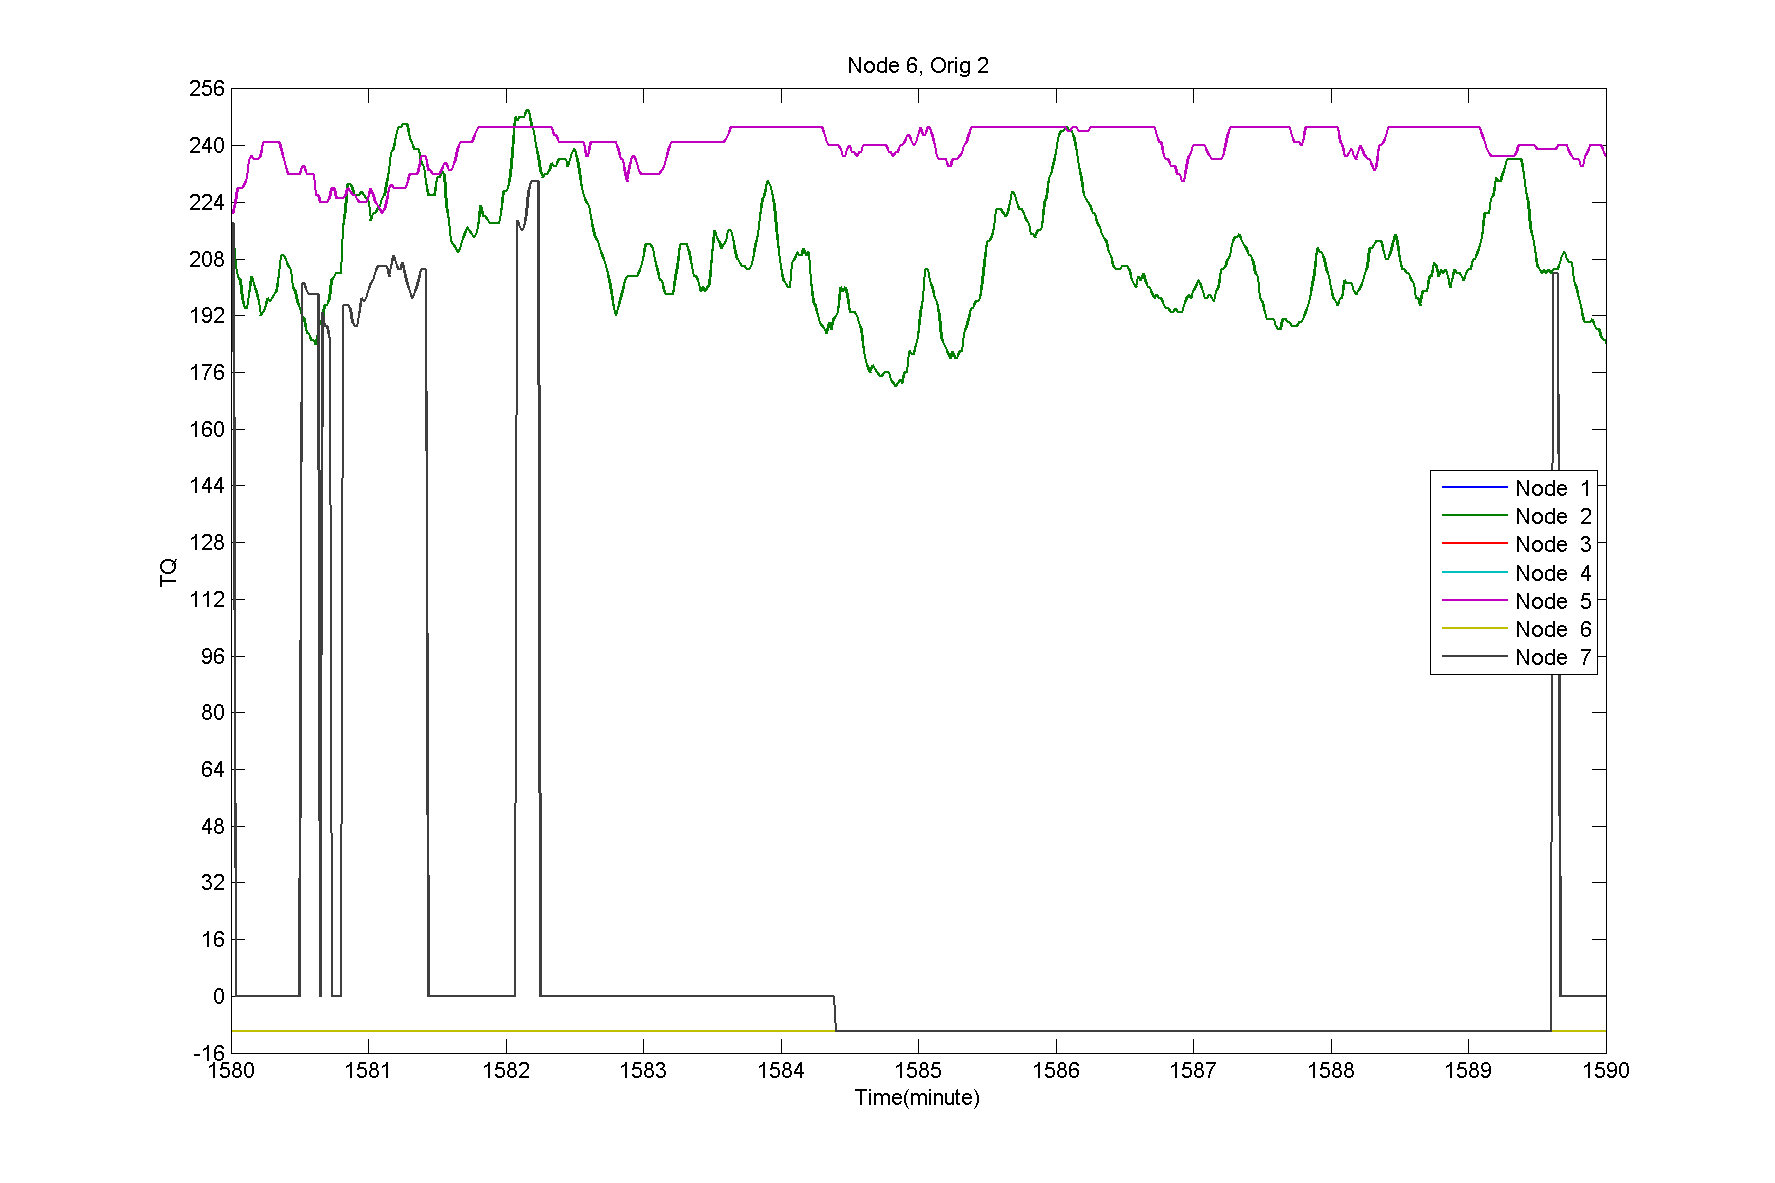 Node 6, Orig 2
256
240
224
208
192
176
160
144
128
112
96
80
64
48
32
16
0
-16
TQ
Node 1
Node 2
Node 3
Node 4
Node 5
Node 6
Node 7
1580 1581 1582 1583 1584 1585 1586 1587 1588 1589 1590
Time(minute)